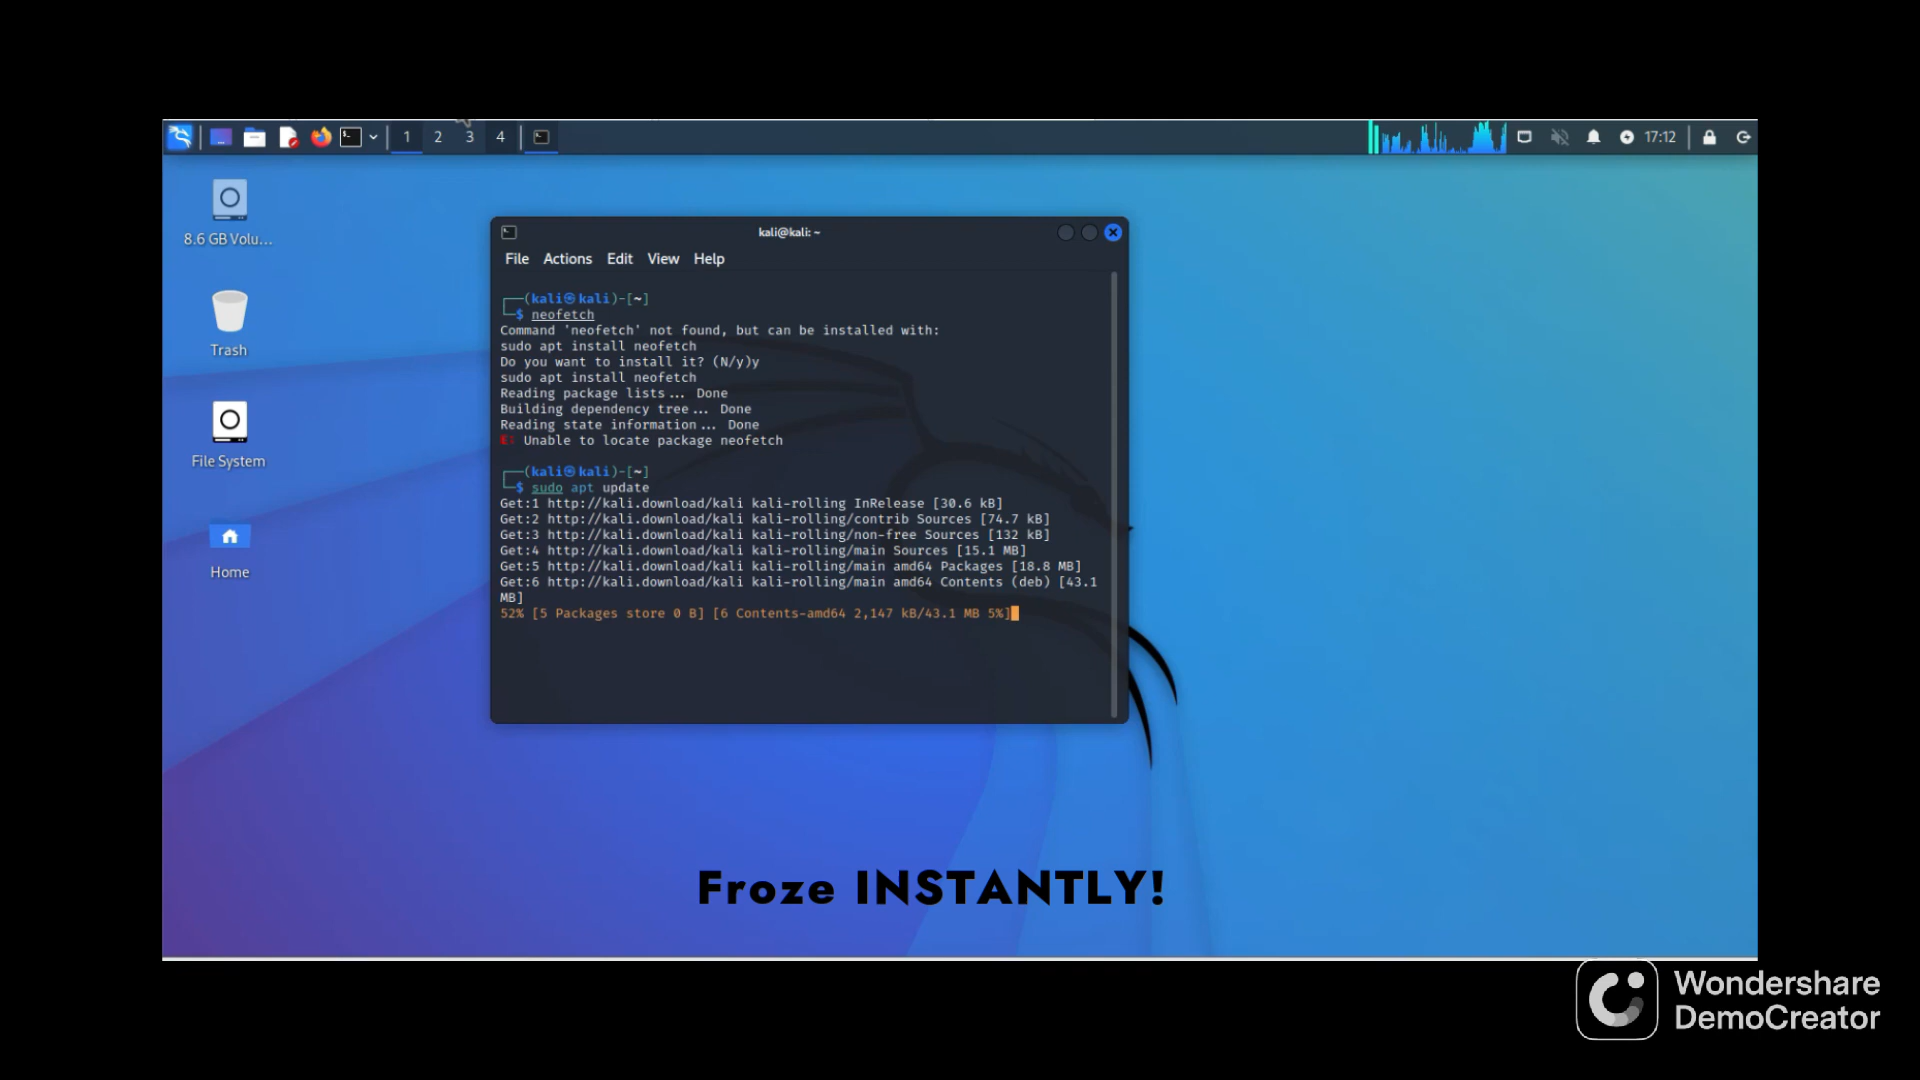 1 2 3 4
17:12
8.6 GB Volu...
Trash
File System
Home
kali@kali: ~
File Actions Edit View Help
┌──(kali㉿kali)-[~]
└─$ neofetch
Command 'neofetch' not found, but can be installed with:
sudo apt install neofetch
Do you want to install it? (N/y)y
sudo apt install neofetch
Reading package lists... Done
Building dependency tree... Done
Reading state information... Done
E: Unable to locate package neofetch
┌──(kali㉿kali)-[~]
└─$ sudo apt update
Get:1 http://kali.download/kali kali-rolling InRelease [30.6 kB]
Get:2 http://kali.download/kali kali-rolling/contrib Sources [74.7 kB]
Get:3 http://kali.download/kali kali-rolling/non-free Sources [132 kB]
Get:4 http://kali.download/kali kali-rolling/main Sources [15.1 MB]
Get:5 http://kali.download/kali kali-rolling/main amd64 Packages [18.8 MB]
Get:6 http://kali.download/kali kali-rolling/main amd64 Contents (deb) [43.1
MB]
52% [5 Packages store 0 B] [6 Contents-amd64 2,147 kB/43.1 MB 5%]
Froze INSTANTLY!
Wondershare
DemoCreator